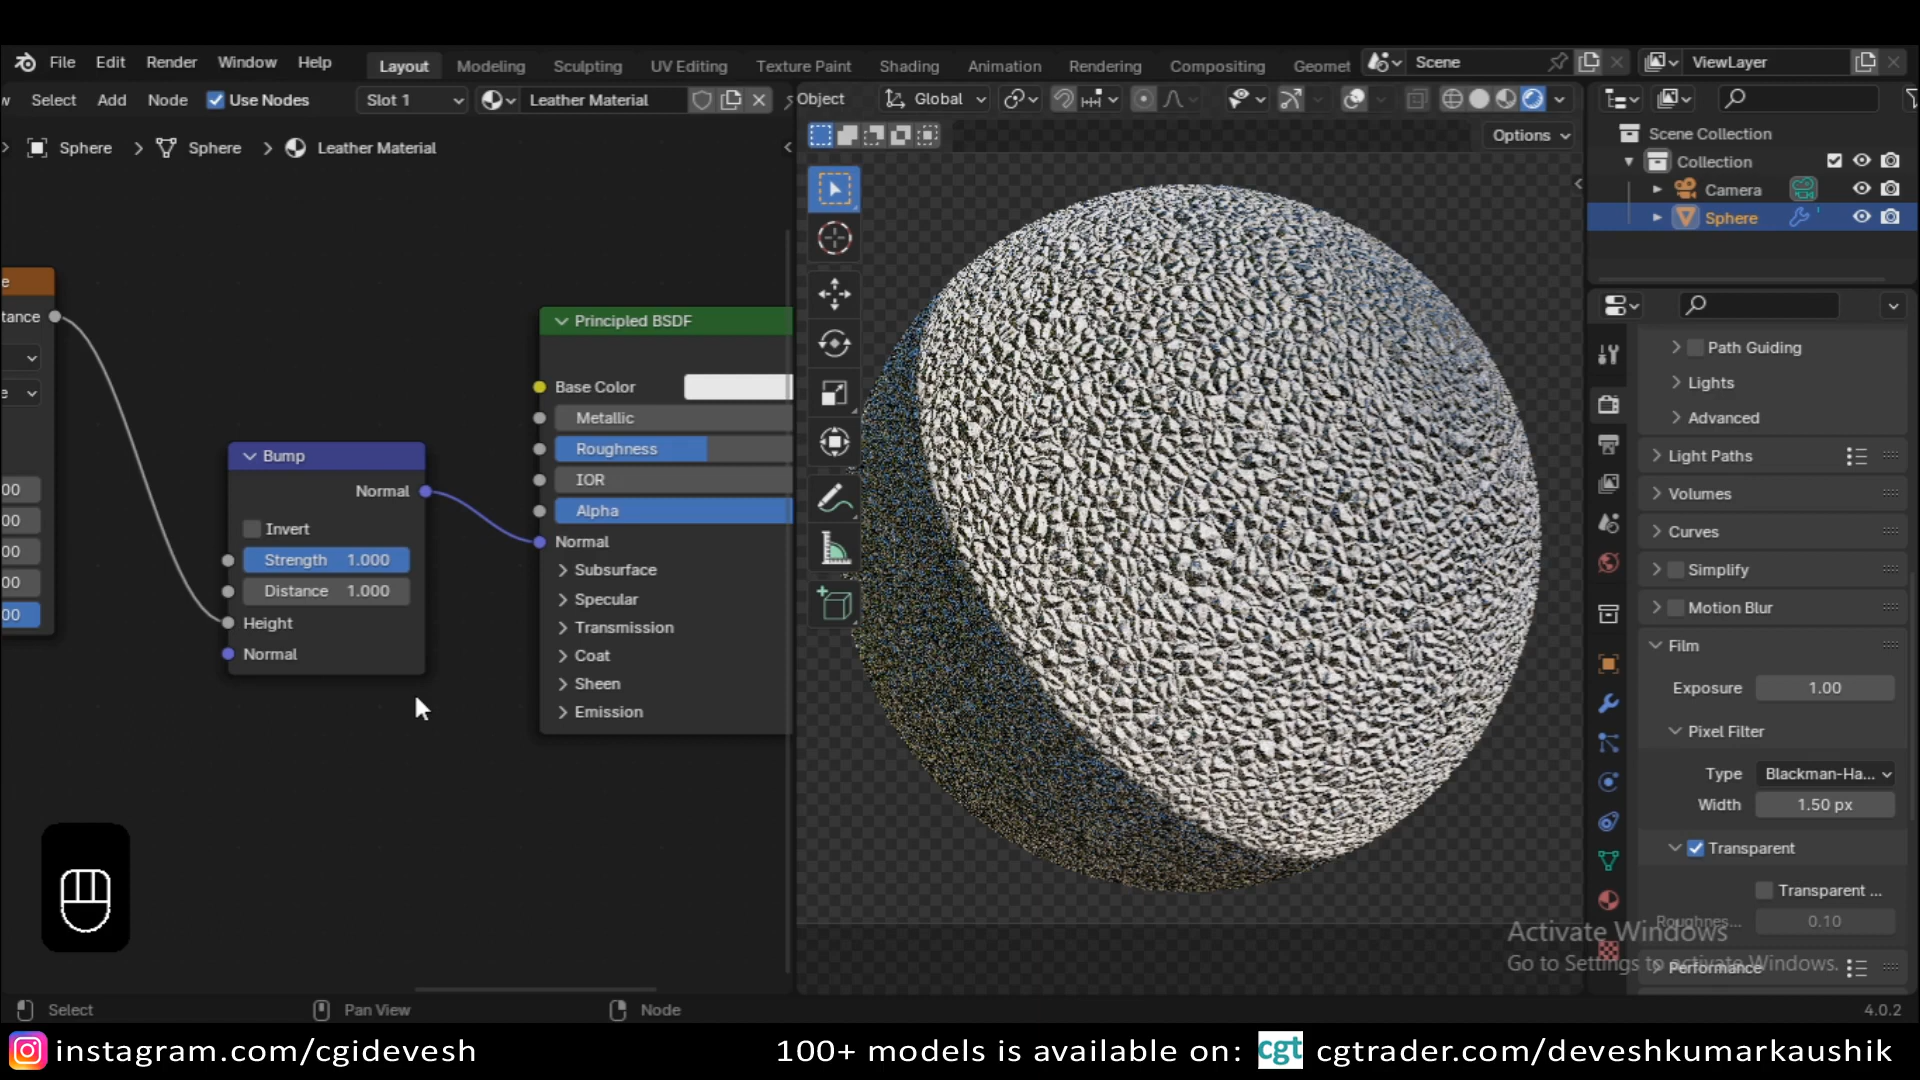 File Edit Render Window Help Layout Modeling Sculpting UV Editing Texture Paint Shading Animation Rendering Compositing Geomet Scene ViewLayer
w Select Add Node Use Nodes Slot 1 Leather Material Object Global
Options
Sphere > Sphere > Leather Material
Scene Collection
Collection
Camera
Sphere
e
tance
e
00
00
00
00
00
Bump
Normal
Invert
Strength 1.000
Distance 1.000
Height
Normal
Principled BSDF
Base Color
Metallic
Roughness
IOR
Alpha
Normal
Subsurface
Specular
Transmission
Coat
Sheen
Emission
Path Guiding
Lights
Advanced
Light Paths
Volumes
Curves
Simplify
Motion Blur
Film
Exposure 1.00
Pixel Filter
Type Blackman-Ha...
Width 1.50 px
Transparent
Transparent ...
Roughnes... 0.10
Performance
Activate Windows
Go to Settings to activate Windows.
Select Pan View Node 4.0.2
instagram.com/cgidevesh 100+ models is available on: cgt cgtrader.com/deveshkumarkaushik